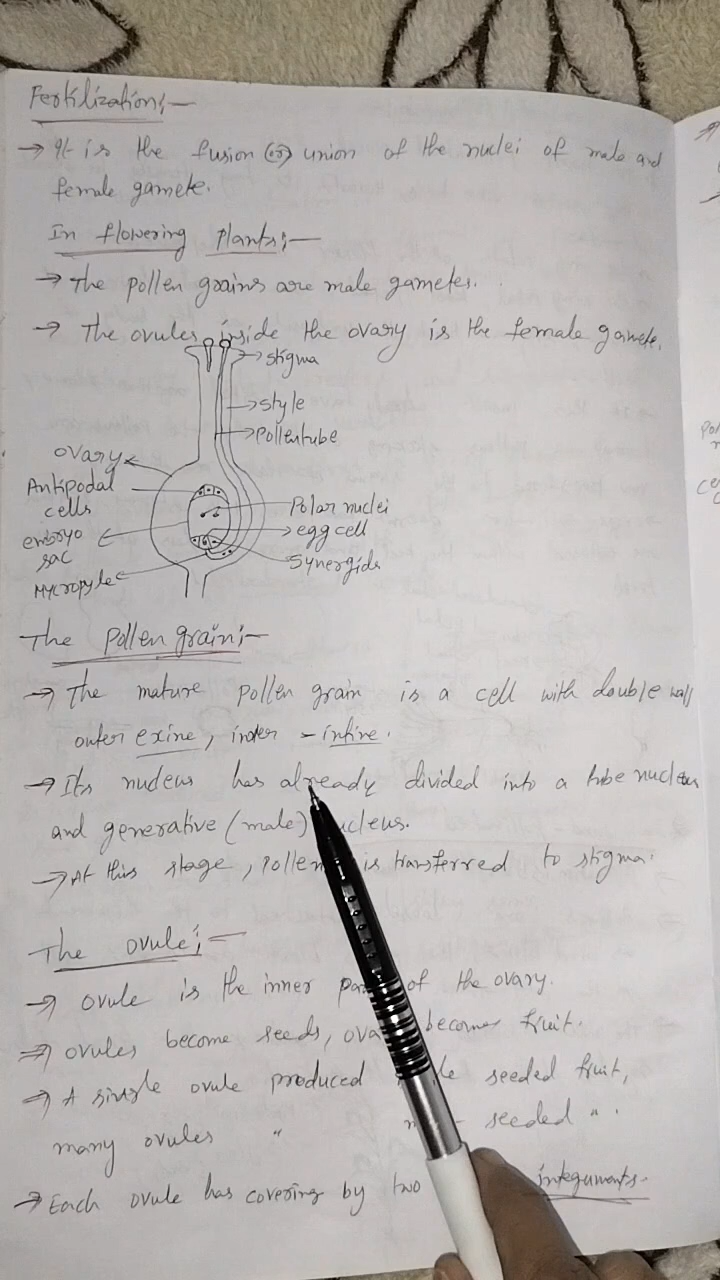 Fertilization:-
→ It is the fusion (or) union of the nuclei of male and
female gamete.
In flowering plants:-
→ The pollen grains are male gametes.
→ The ovules inside the ovary is the female gamete.
→stigma
→style
→Pollentube
ovary
Antipodal
cells
embryo
sac
Mycropyle
Polar nuclei
→egg cell
Synergids
The Pollen grain:-
→ The mature pollen grain is a cell with double wall
outer exine, inner - intine.
→ Its nucleus has already divided into a tube nucleus
and generative (male) nucleus.
→ At this stage, Pollen is transferred to stigma.
The ovule:-
→ Ovule is the inner part of the ovary.
⇒ ovules become seeds, ova becomes fruit.
→ A single ovule produced seeded fruit,
many ovules " seeded " .
→ Each ovule has covering by two integuments.